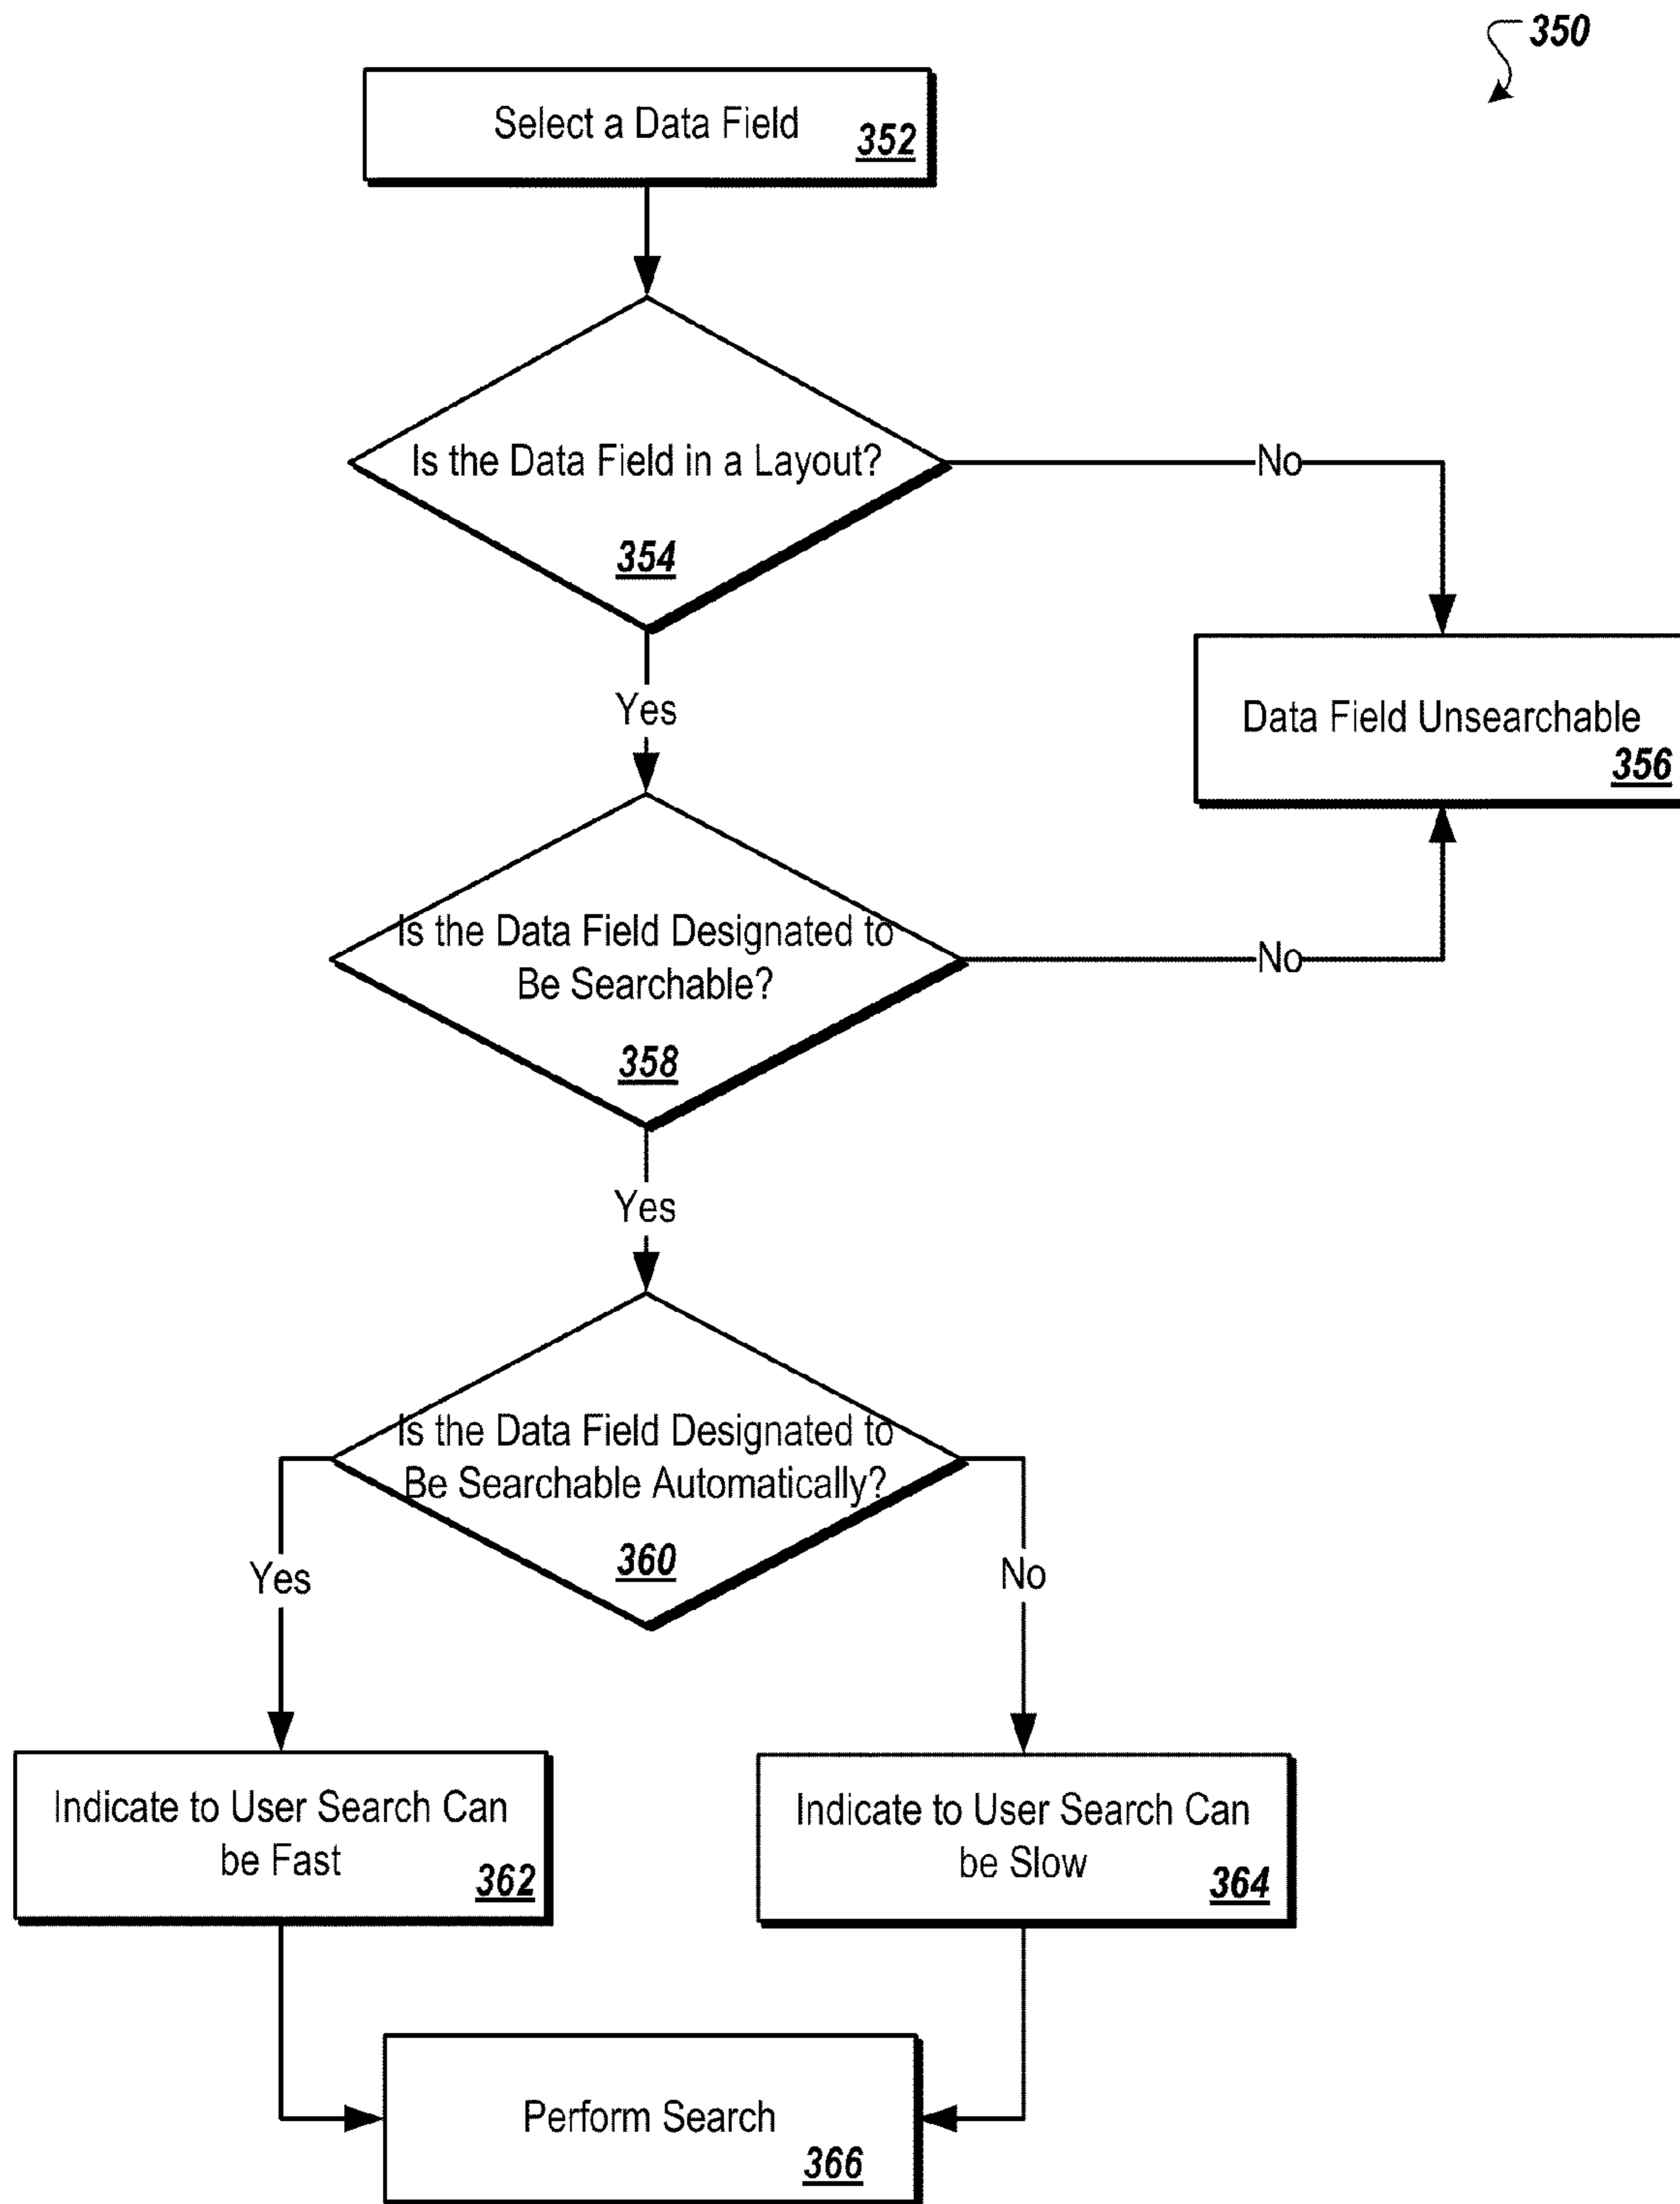 350
Select a Data Field
352
Is the Data Field in a Layout?
354
No
Yes
Data Field Unsearchable
356
Is the Data Field Designated to
Be Searchable?
358
No
Yes
Is the Data Field Designated to
Be Searchable Automatically?
360
Yes
No
Indicate to User Search Can
be Fast
362
Indicate to User Search Can
be Slow
364
Perform Search
366